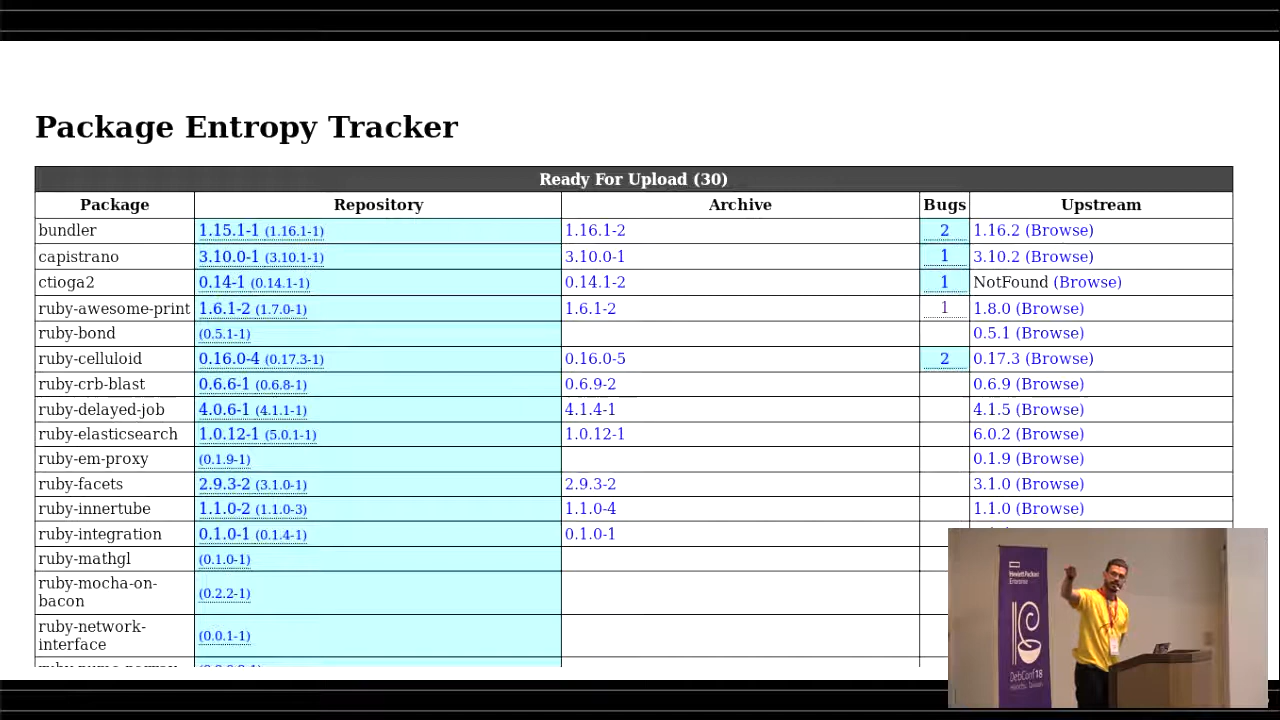 Package Entropy Tracker
Ready For Upload (30)
Package Repository Archive Bugs Upstream
bundler 1.15.1-1 (1.16.1-1) 1.16.1-2 2 1.16.2 (Browse)
capistrano 3.10.0-1 (3.10.1-1) 3.10.0-1 1 3.10.2 (Browse)
ctioga2 0.14-1 (0.14.1-1) 0.14.1-2 1 NotFound (Browse)
ruby-awesome-print 1.6.1-2 (1.7.0-1) 1.6.1-2 1 1.8.0 (Browse)
ruby-bond (0.5.1-1) 0.5.1 (Browse)
ruby-celluloid 0.16.0-4 (0.17.3-1) 0.16.0-5 2 0.17.3 (Browse)
ruby-crb-blast 0.6.6-1 (0.6.8-1) 0.6.9-2 0.6.9 (Browse)
ruby-delayed-job 4.0.6-1 (4.1.1-1) 4.1.4-1 4.1.5 (Browse)
ruby-elasticsearch 1.0.12-1 (5.0.1-1) 1.0.12-1 6.0.2 (Browse)
ruby-em-proxy (0.1.9-1) 0.1.9 (Browse)
ruby-facets 2.9.3-2 (3.1.0-1) 2.9.3-2 3.1.0 (Browse)
ruby-innertube 1.1.0-2 (1.1.0-3) 1.1.0-4 1.1.0 (Browse)
ruby-integration 0.1.0-1 (0.1.4-1) 0.1.0-1
ruby-mathgl (0.1.0-1)
ruby-mocha-on-
bacon (0.2.2-1)
ruby-network-
interface (0.0.1-1)
Hewlett Packard
Enterprise
DebConf18
Hsinchu, Taiwan